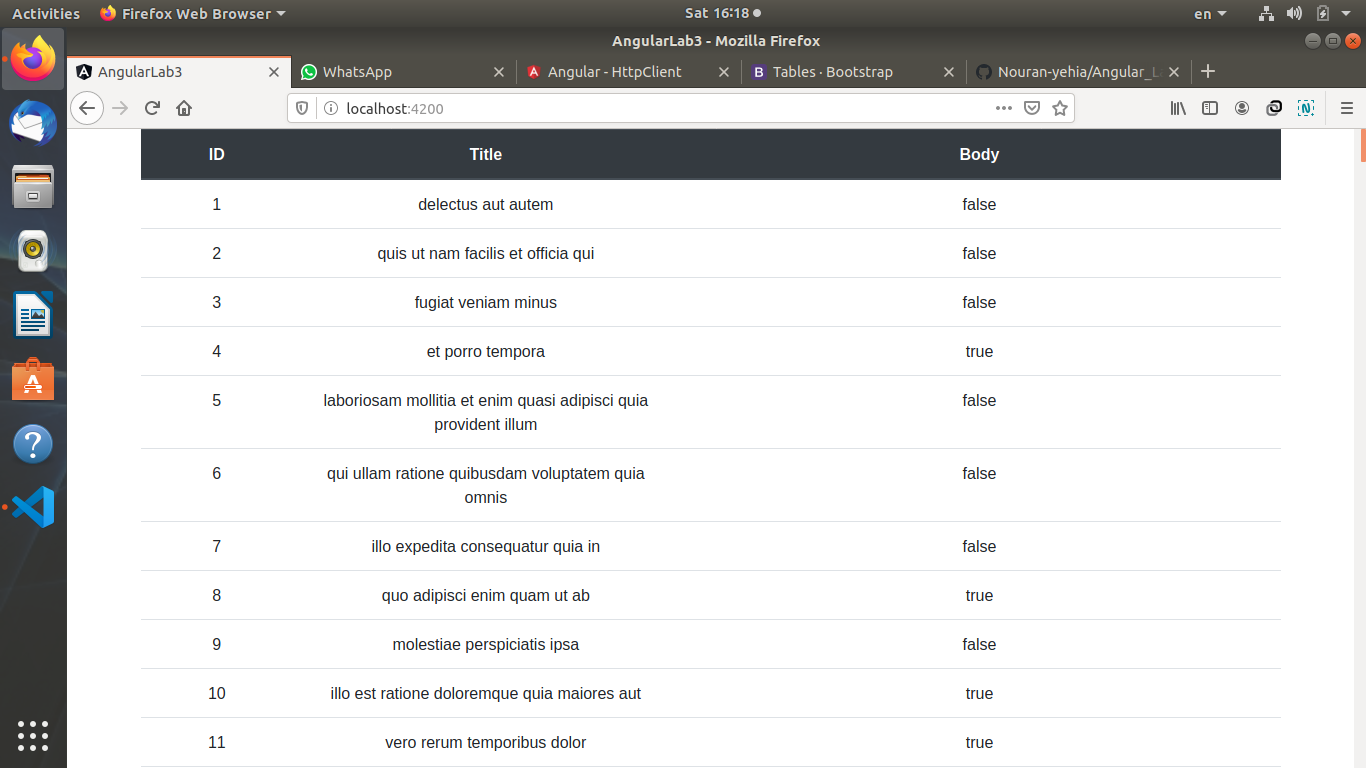 Activities Firefox Web Browser Sat 16:18 en
AngularLab3 - Mozilla Firefox
AngularLab3 WhatsApp Angular - HttpClient Tables · Bootstrap Nouran-yehia/Angular_L
localhost:4200
ID Title Body
1 delectus aut autem false
2 quis ut nam facilis et officia qui false
3 fugiat veniam minus false
4 et porro tempora true
5 laboriosam mollitia et enim quasi adipisci quia false
provident illum
6 qui ullam ratione quibusdam voluptatem quia false
omnis
7 illo expedita consequatur quia in false
8 quo adipisci enim quam ut ab true
9 molestiae perspiciatis ipsa false
10 illo est ratione doloremque quia maiores aut true
11 vero rerum temporibus dolor true